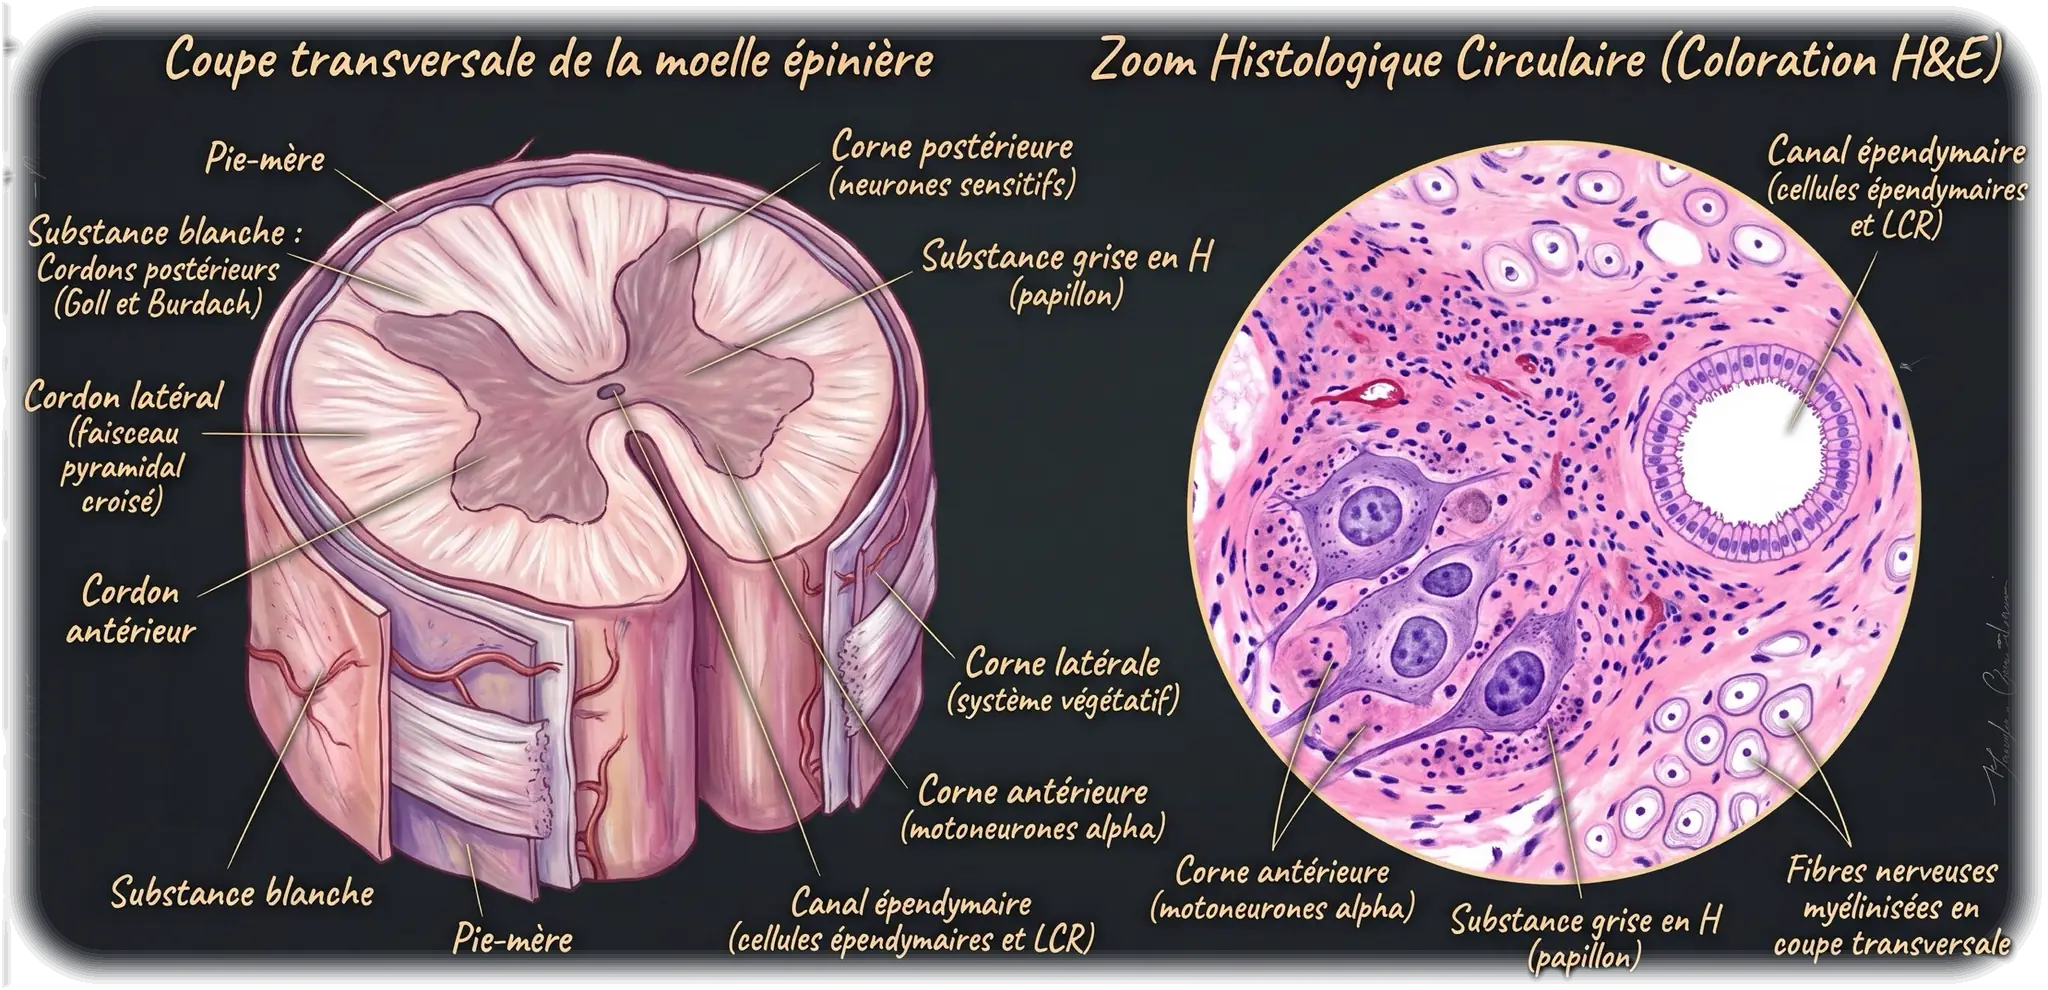 Coupe transversale de la moelle épinière
Pie-mère
Substance blanche :
Cordons postérieurs
(Goll et Burdach)
Cordon latéral
(faisceau
pyramidal
croisé)
Cordon
antérieur
Substance blanche
Pie-mère
Corne postérieure
(neurones sensitifs)
Substance grise en H
(papillon)
Corne latérale
(système végétatif)
Corne antérieure
(motoneurones alpha)
Canal épendymaire
(cellules épendymaires et LCR)
Zoom Histologique Circulaire (Coloration H&E)
Canal épendymaire
(cellules épendymaires
et LCR)
Corne antérieure
(motoneurones alpha)
Substance grise en H
(papillon)
Fibres nerveuses
myélinisées en
coupe transversale